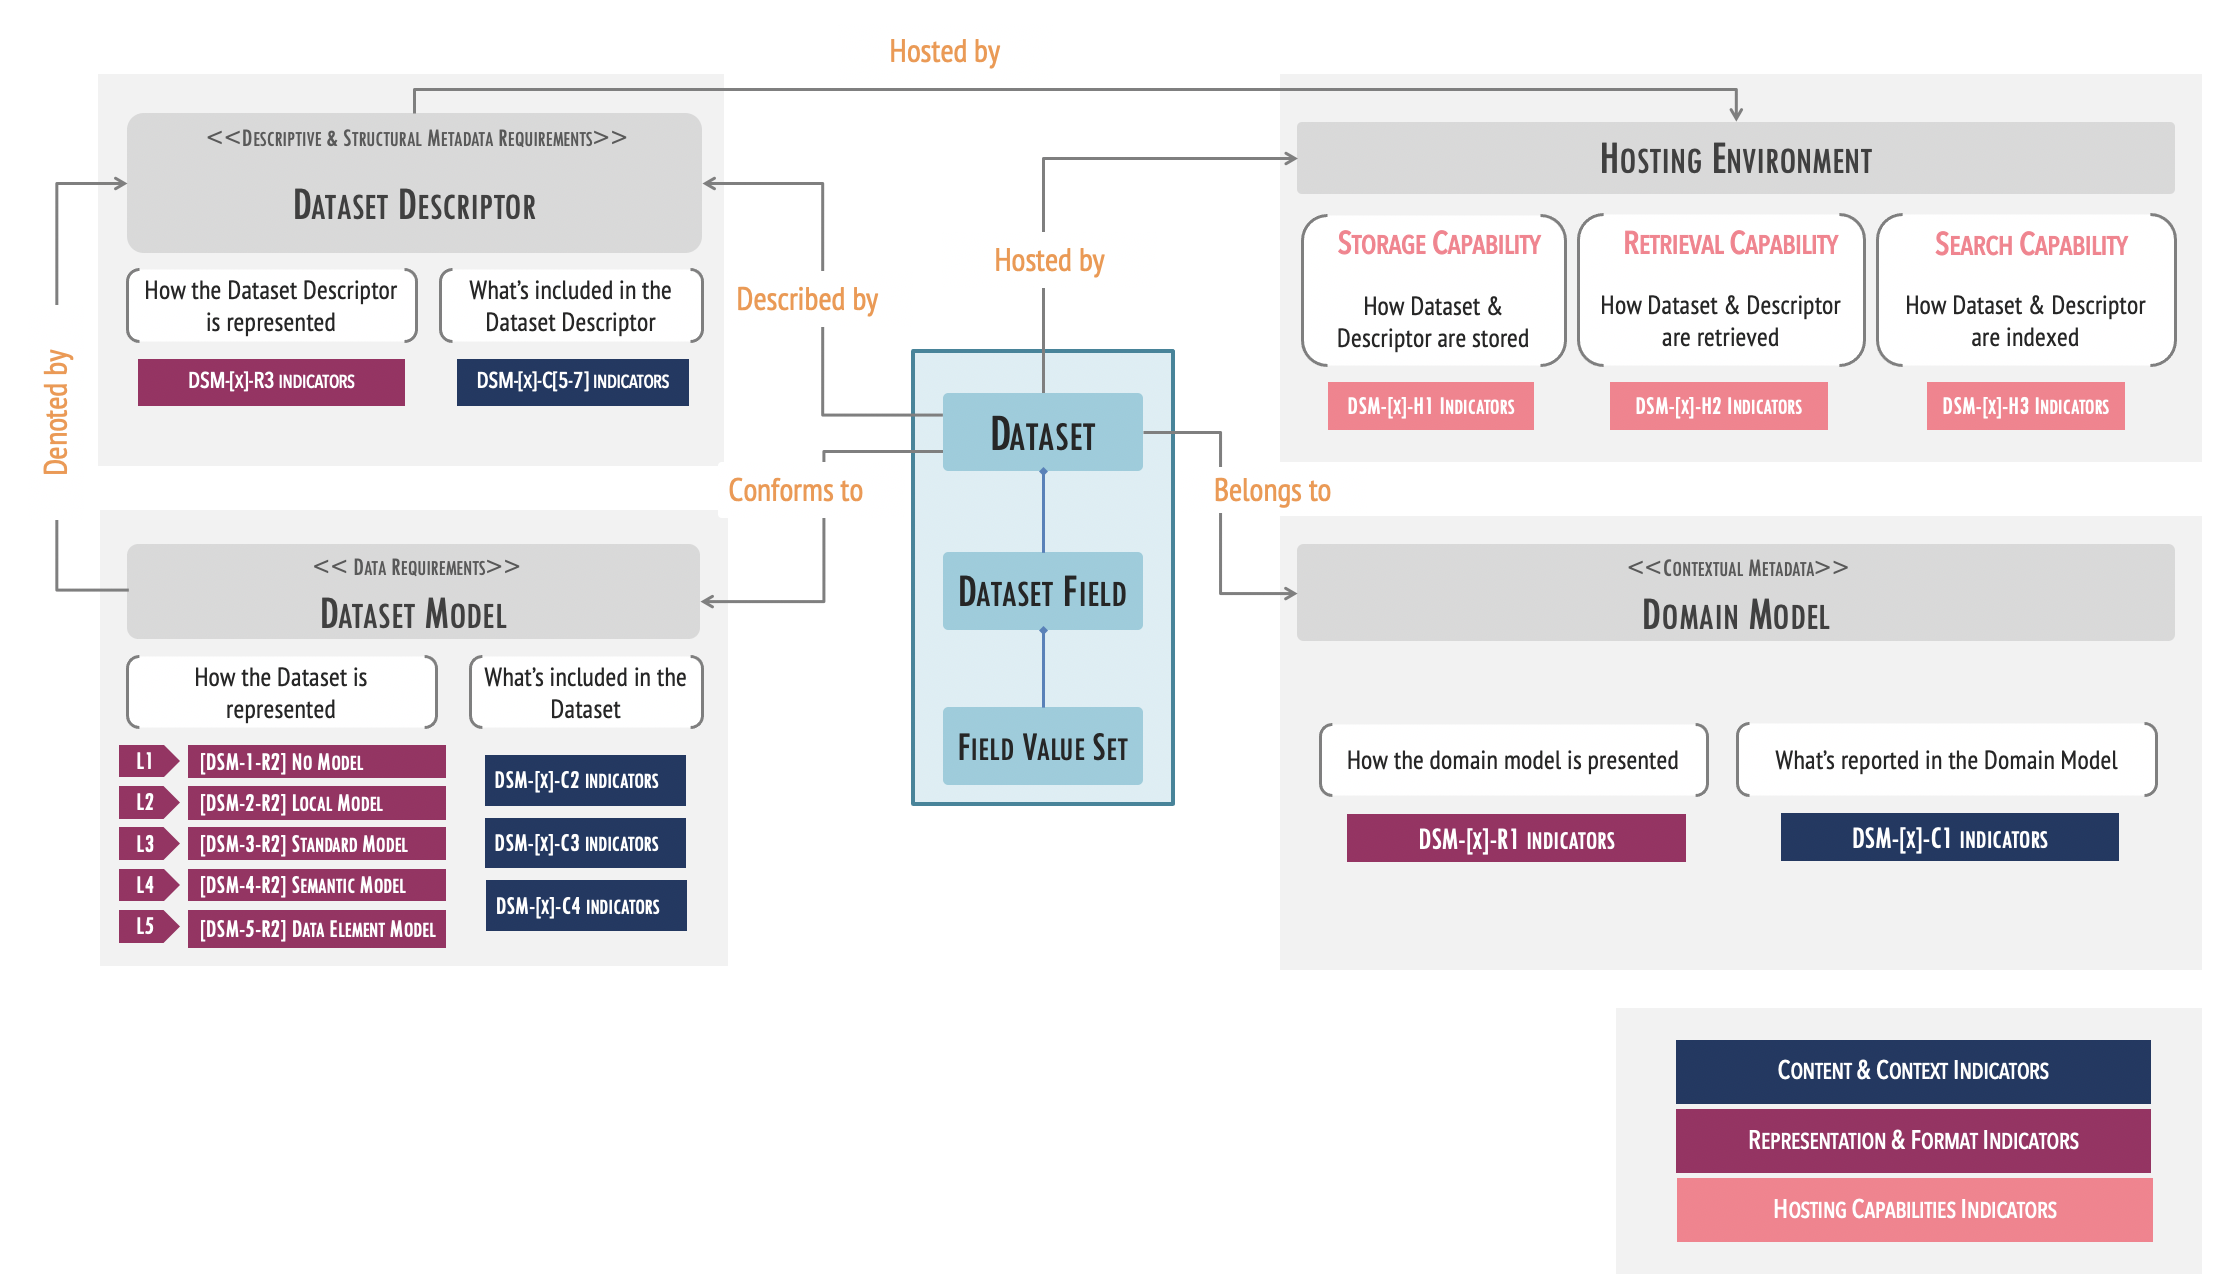 Hosted by
<<Descriptive & Structural Metadata Requirements>>
Dataset Descriptor
How the Dataset Descriptor
is represented
What's included in the
Dataset Descriptor
DSM-[x]-R3 indicators
DSM-[x]-C[5-7] indicators
Denoted by
Described by
Hosted by
Conforms to
Belongs to
Hosting Environment
Storage Capability
How Dataset &
Descriptor are stored
Retrieval Capability
How Dataset & Descriptor
are retrieved
Search Capability
How Dataset & Descriptor
are indexed
DSM-[x]-H1 Indicators
DSM-[x]-H2 Indicators
DSM-[x]-H3 Indicators
Dataset
Dataset Field
Field Value Set
<< Data Requirements>>
Dataset Model
How the Dataset is
represented
What's included in the
Dataset
L1
[DSM-1-R2] No Model
L2
[DSM-2-R2] Local Model
L3
[DSM-3-R2] Standard Model
L4
[DSM-4-R2] Semantic Model
L5
[DSM-5-R2] Data Element Model
DSM-[x]-C2 indicators
DSM-[x]-C3 indicators
DSM-[x]-C4 indicators
<<Contextual Metadata>>
Domain Model
How the domain model is presented
What's reported in the Domain Model
DSM-[x]-R1 indicators
DSM-[x]-C1 indicators
Content & Context Indicators
Representation & Format Indicators
Hosting Capabilities Indicators